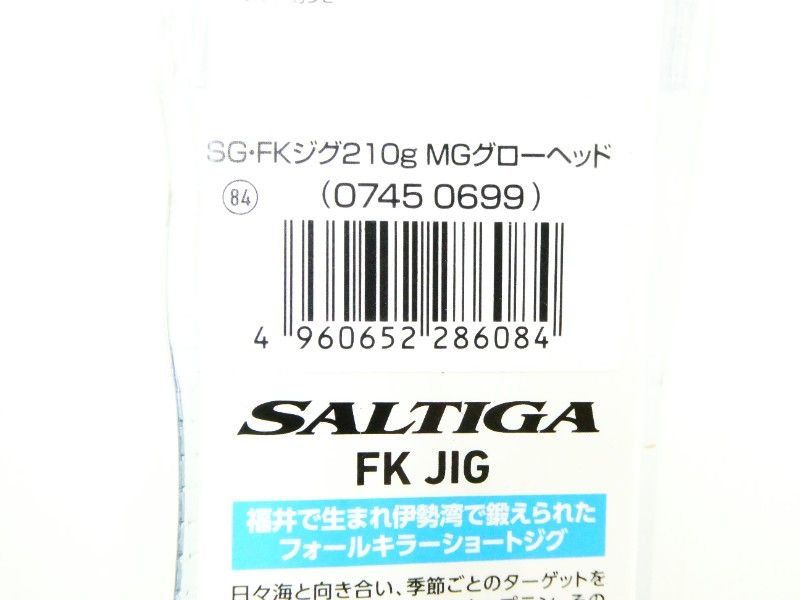 SG・FKジグ210g MGグローヘッド
84 (0745 0699)
4 960652 286084
SALTIGA
FK JIG
福井で生まれ伊勢湾で鍛えられた
フォールキラーショートジグ
日々海と向き合い、季節ごとのターゲットを